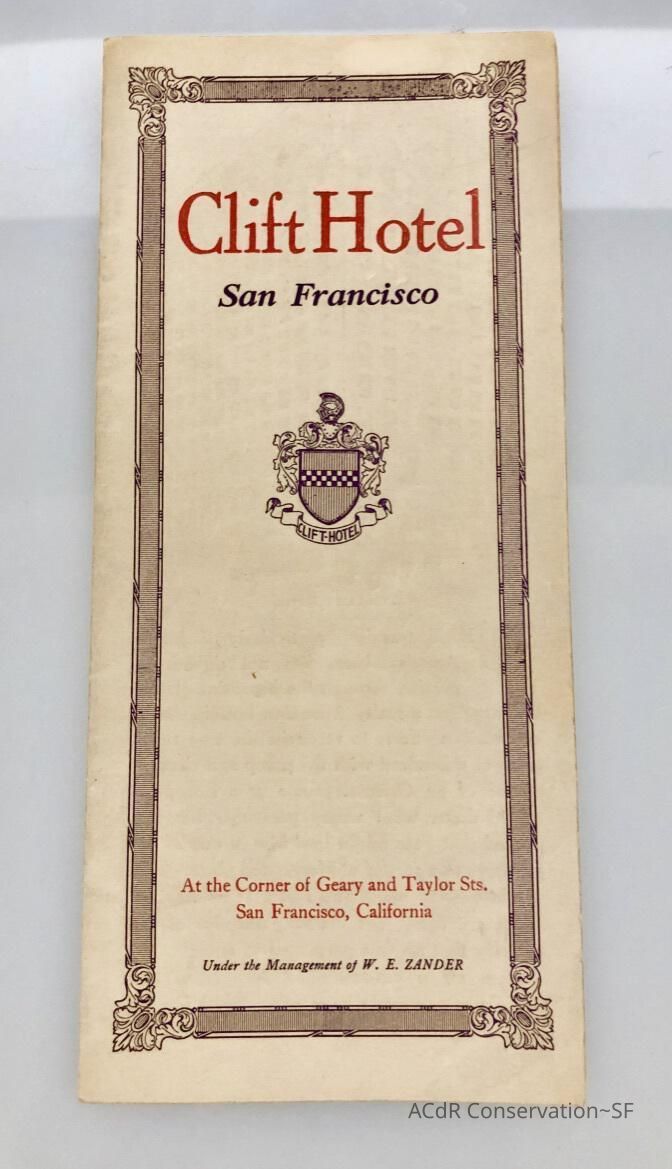 Clift Hotel
San Francisco
CLIFT-HOTEL
At the Corner of Geary and Taylor Sts.
San Francisco, California
Under the Management of W. E. ZANDER
ACdR Conservation~SF